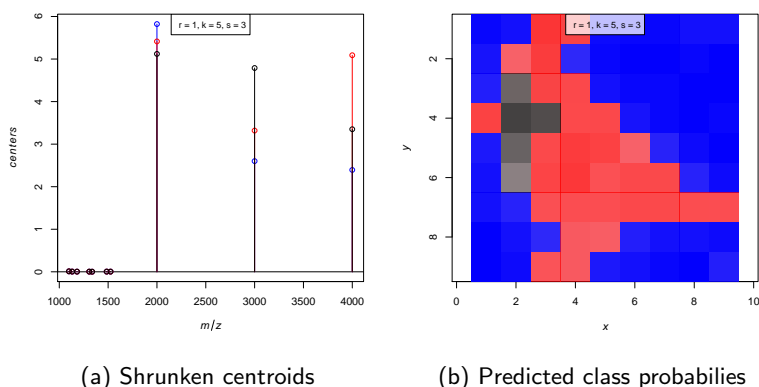 r = 1, k = 5, s = 3
6
5
4
3
2
1
0
centers
1000 1500 2000 2500 3000 3500 4000
m/z
(a) Shrunken centroids
r = 1, k = 5, s = 3
2
4
6
8
y
0 2 4 6 8 10
x
(b) Predicted class probabilies